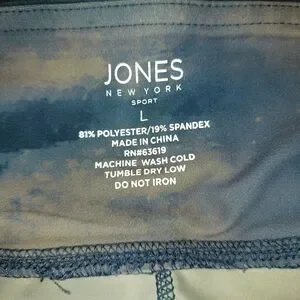 JONES
NEW YORK
SPORT
L
81% POLYESTER/19% SPANDEX
MADE IN CHINA
RN#63619
MACHINE WASH COLD
TUMBLE DRY LOW
DO NOT IRON